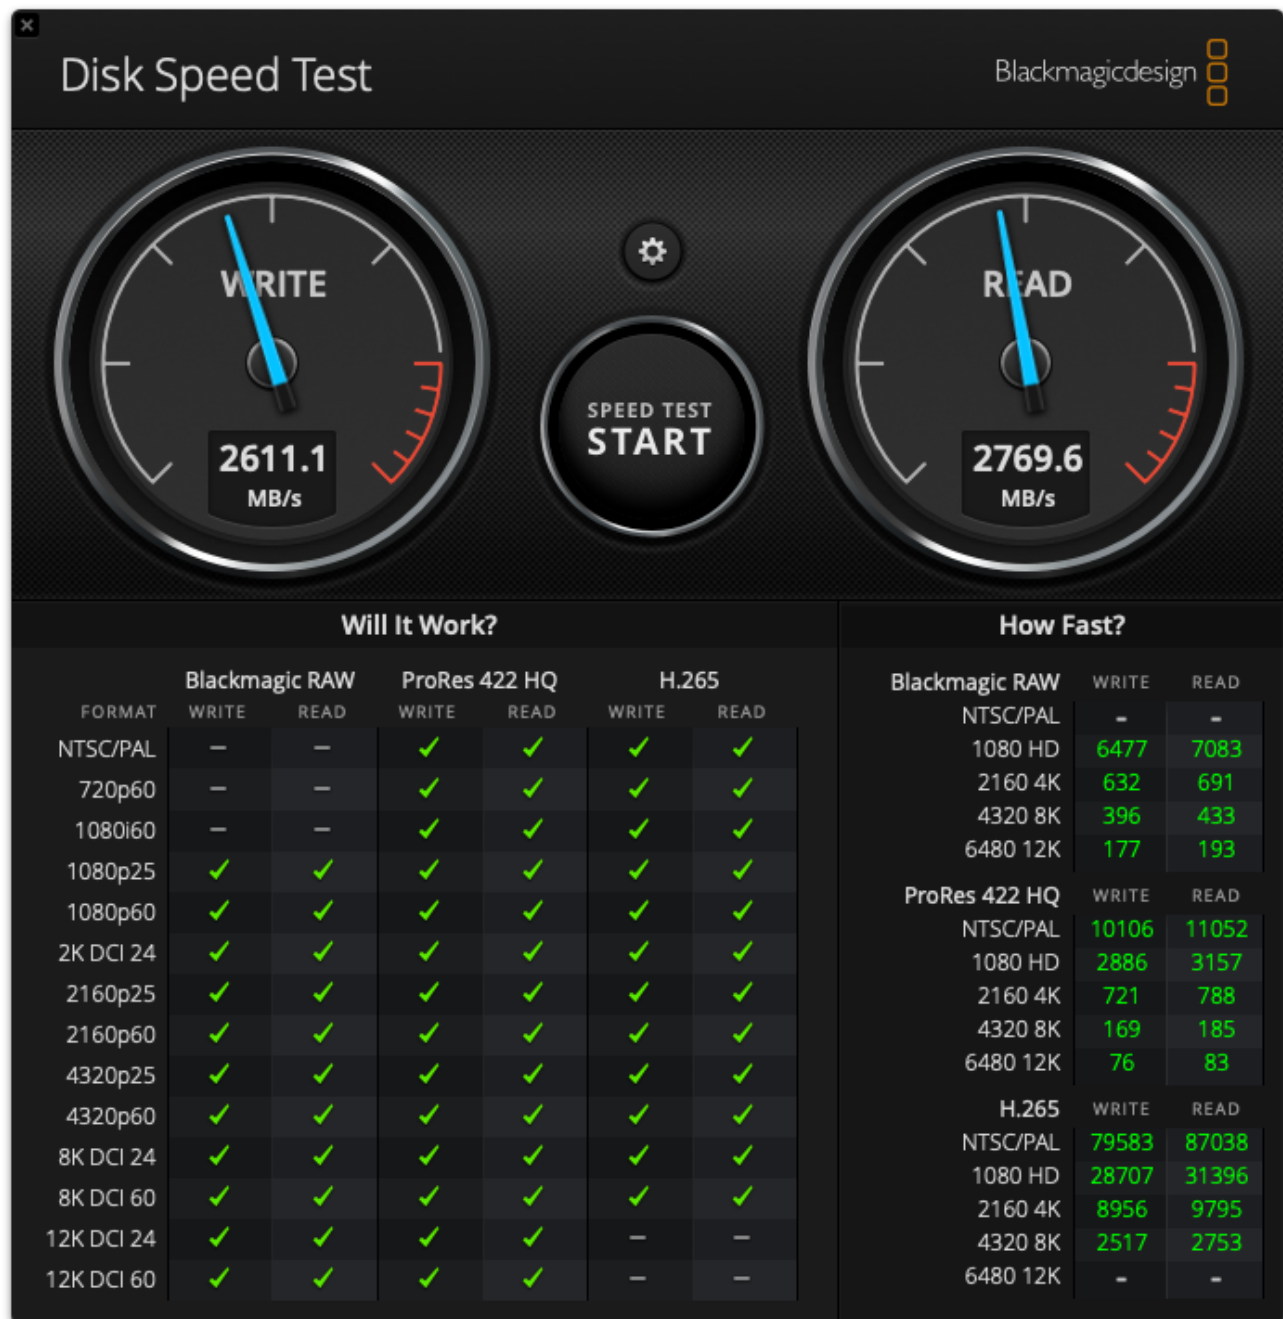 Disk Speed Test
Blackmagicdesign
WRITE
2611.1
MB/s
SPEED TEST
START
READ
2769.6
MB/s
Will It Work?
Blackmagic RAW ProRes 422 HQ H.265
FORMAT WRITE READ WRITE READ WRITE READ
NTSC/PAL – – ✓ ✓ ✓ ✓
720p60 – – ✓ ✓ ✓ ✓
1080i60 – – ✓ ✓ ✓ ✓
1080p25 ✓ ✓ ✓ ✓ ✓ ✓
1080p60 ✓ ✓ ✓ ✓ ✓ ✓
2K DCI 24 ✓ ✓ ✓ ✓ ✓ ✓
2160p25 ✓ ✓ ✓ ✓ ✓ ✓
2160p60 ✓ ✓ ✓ ✓ ✓ ✓
4320p25 ✓ ✓ ✓ ✓ ✓ ✓
4320p60 ✓ ✓ ✓ ✓ ✓ ✓
8K DCI 24 ✓ ✓ ✓ ✓ ✓ ✓
8K DCI 60 ✓ ✓ ✓ ✓ ✓ ✓
12K DCI 24 ✓ ✓ ✓ ✓ – –
12K DCI 60 ✓ ✓ ✓ ✓ – –
How Fast?
Blackmagic RAW WRITE READ
NTSC/PAL - -
1080 HD 6477 7083
2160 4K 632 691
4320 8K 396 433
6480 12K 177 193
ProRes 422 HQ WRITE READ
NTSC/PAL 10106 11052
1080 HD 2886 3157
2160 4K 721 788
4320 8K 169 185
6480 12K 76 83
H.265 WRITE READ
NTSC/PAL 79583 87038
1080 HD 28707 31396
2160 4K 8956 9795
4320 8K 2517 2753
6480 12K - -